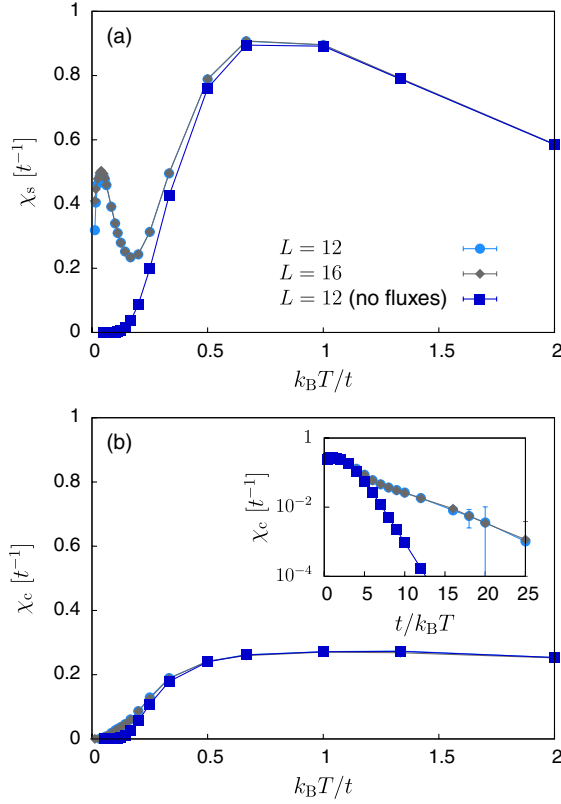 (a)
1
0.8
0.6
0.4
0.2
0
χs [t⁻¹]
L = 12
L = 16
L = 12 (no fluxes)
0 0.5 1 1.5 2
kBT/t
(b)
1
0.8
0.6
0.4
0.2
0
χc [t⁻¹]
1
10⁻²
10⁻⁴
χc [t⁻¹]
0 5 10 15 20 25
t/kBT
0 0.5 1 1.5 2
kBT/t